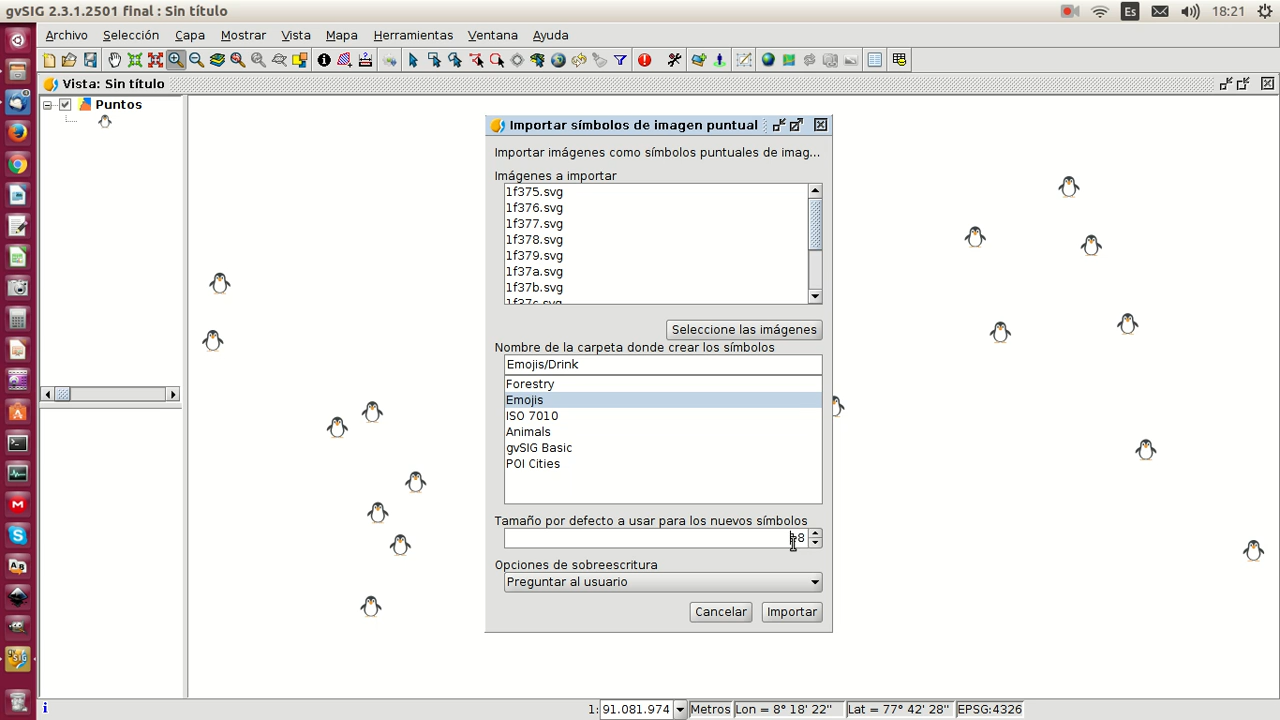 gvSIG 2.3.1.2501 final : Sin título
Es
18:21
Archivo Selección Capa Mostrar Vista Mapa Herramientas Ventana Ayuda
Vista: Sin título
Puntos
Importar símbolos de imagen puntual
Importar imágenes como símbolos puntuales de imag...
Imágenes a importar
1f375.svg
1f376.svg
1f377.svg
1f378.svg
1f379.svg
1f37a.svg
1f37b.svg
1f37c.svg
Seleccione las imágenes
Nombre de la carpeta donde crear los símbolos
Emojis/Drink
Forestry
Emojis
ISO 7010
Animals
gvSIG Basic
POI Cities
Tamaño por defecto a usar para los nuevos símbolos
Opciones de sobreescritura
Preguntar al usuario
Cancelar Importar
1: 91.081.974 Metros Lon = 8° 18' 22" Lat = 77° 42' 28" EPSG:4326